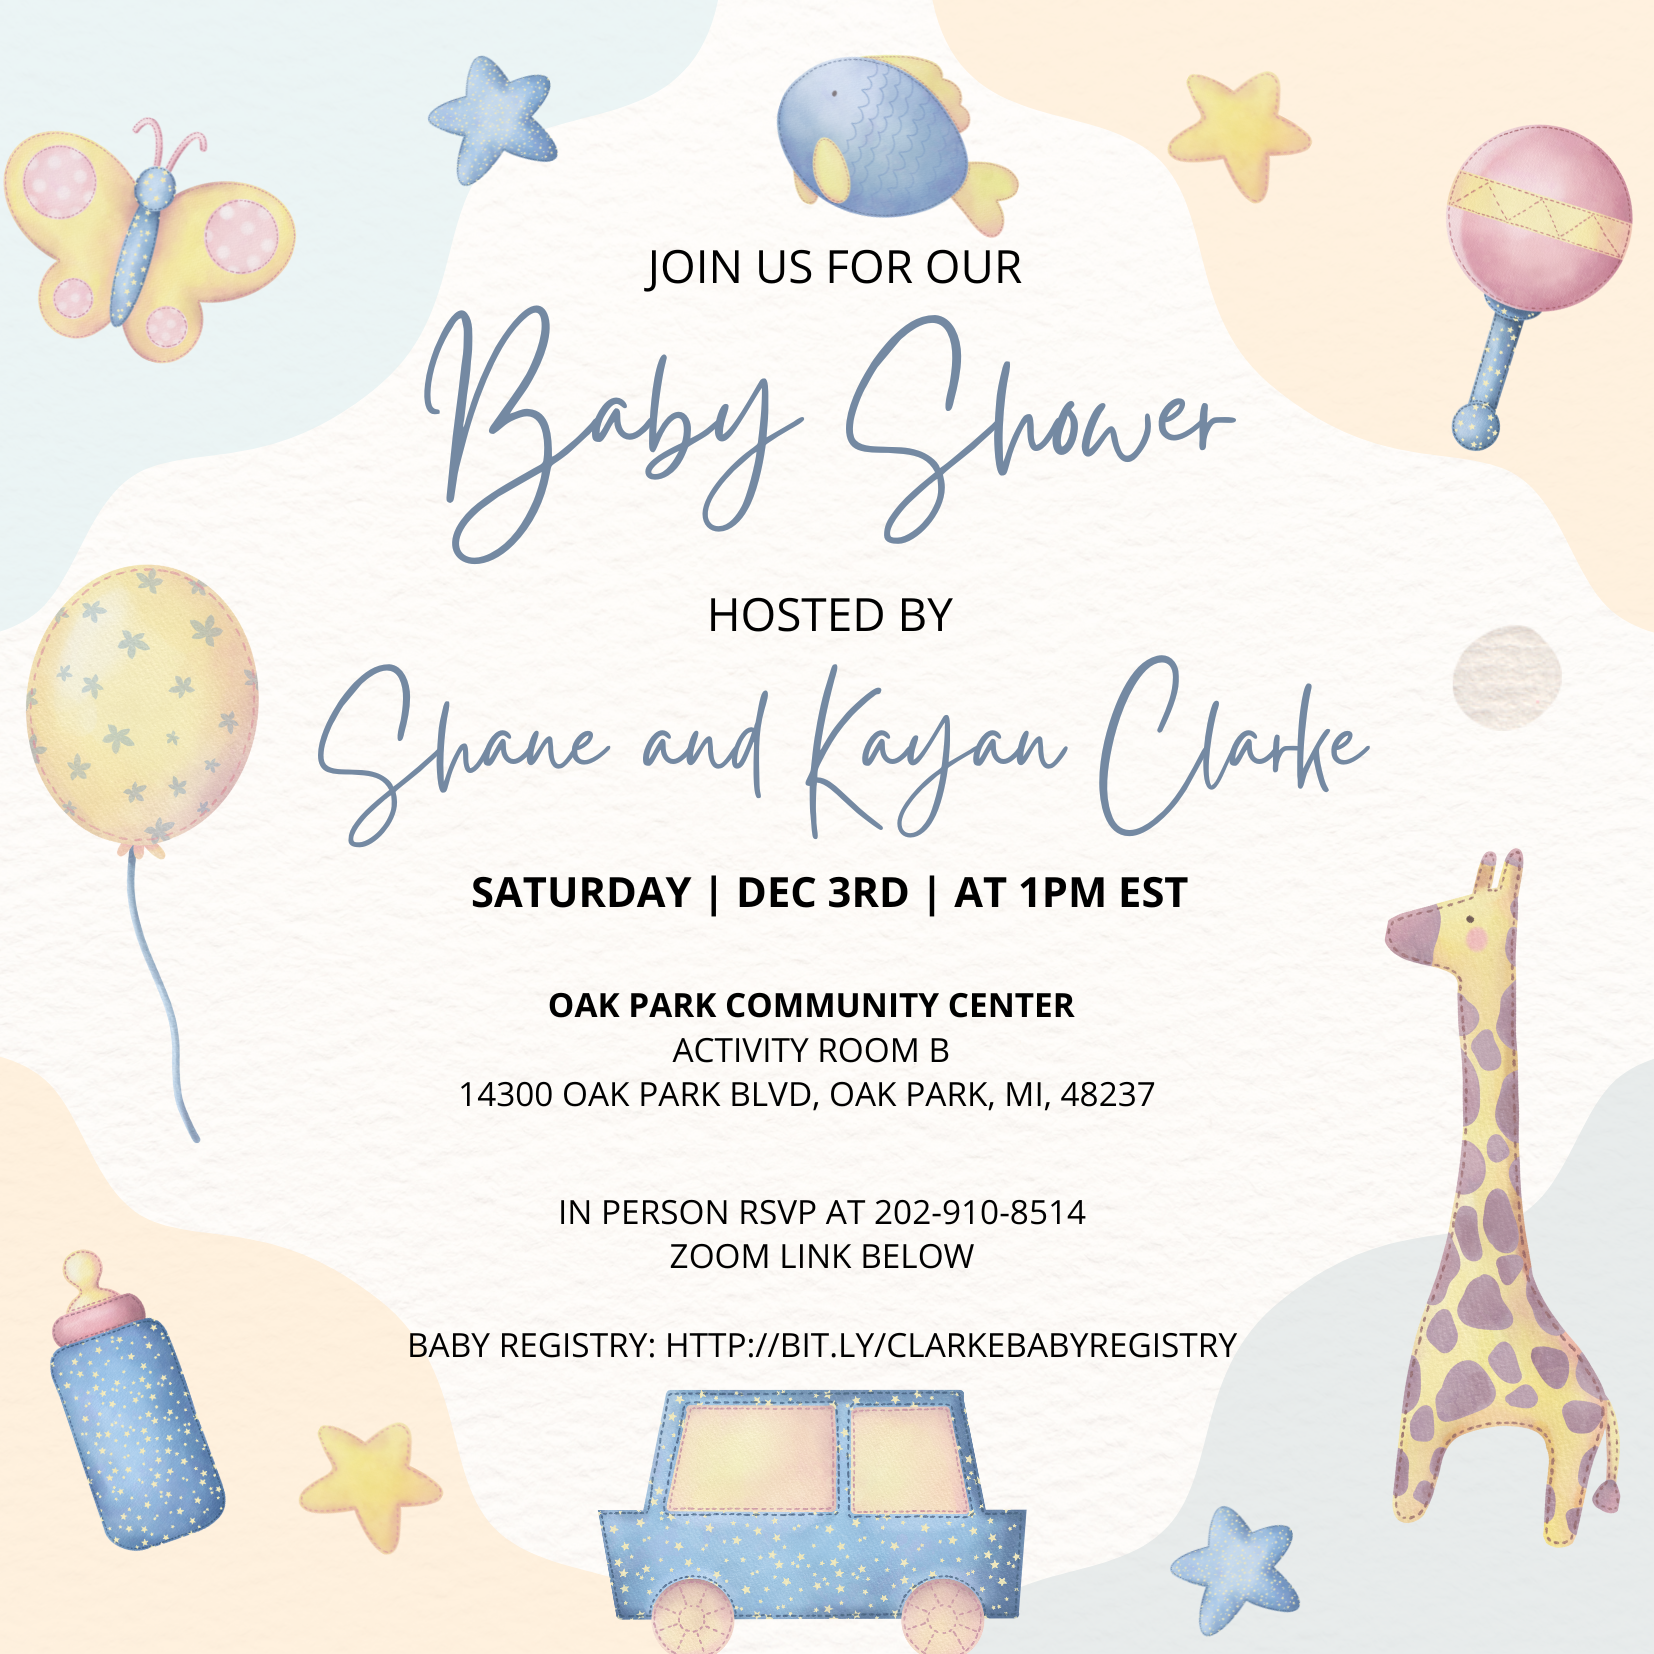 JOIN US FOR OUR
Baby Shower
HOSTED BY
Shane and Kayan Clarke
SATURDAY | DEC 3RD | AT 1PM EST
OAK PARK COMMUNITY CENTER
ACTIVITY ROOM B
14300 OAK PARK BLVD, OAK PARK, MI, 48237
IN PERSON RSVP AT 202-910-8514
ZOOM LINK BELOW
BABY REGISTRY: HTTP://BIT.LY/CLARKEBABYREGISTRY